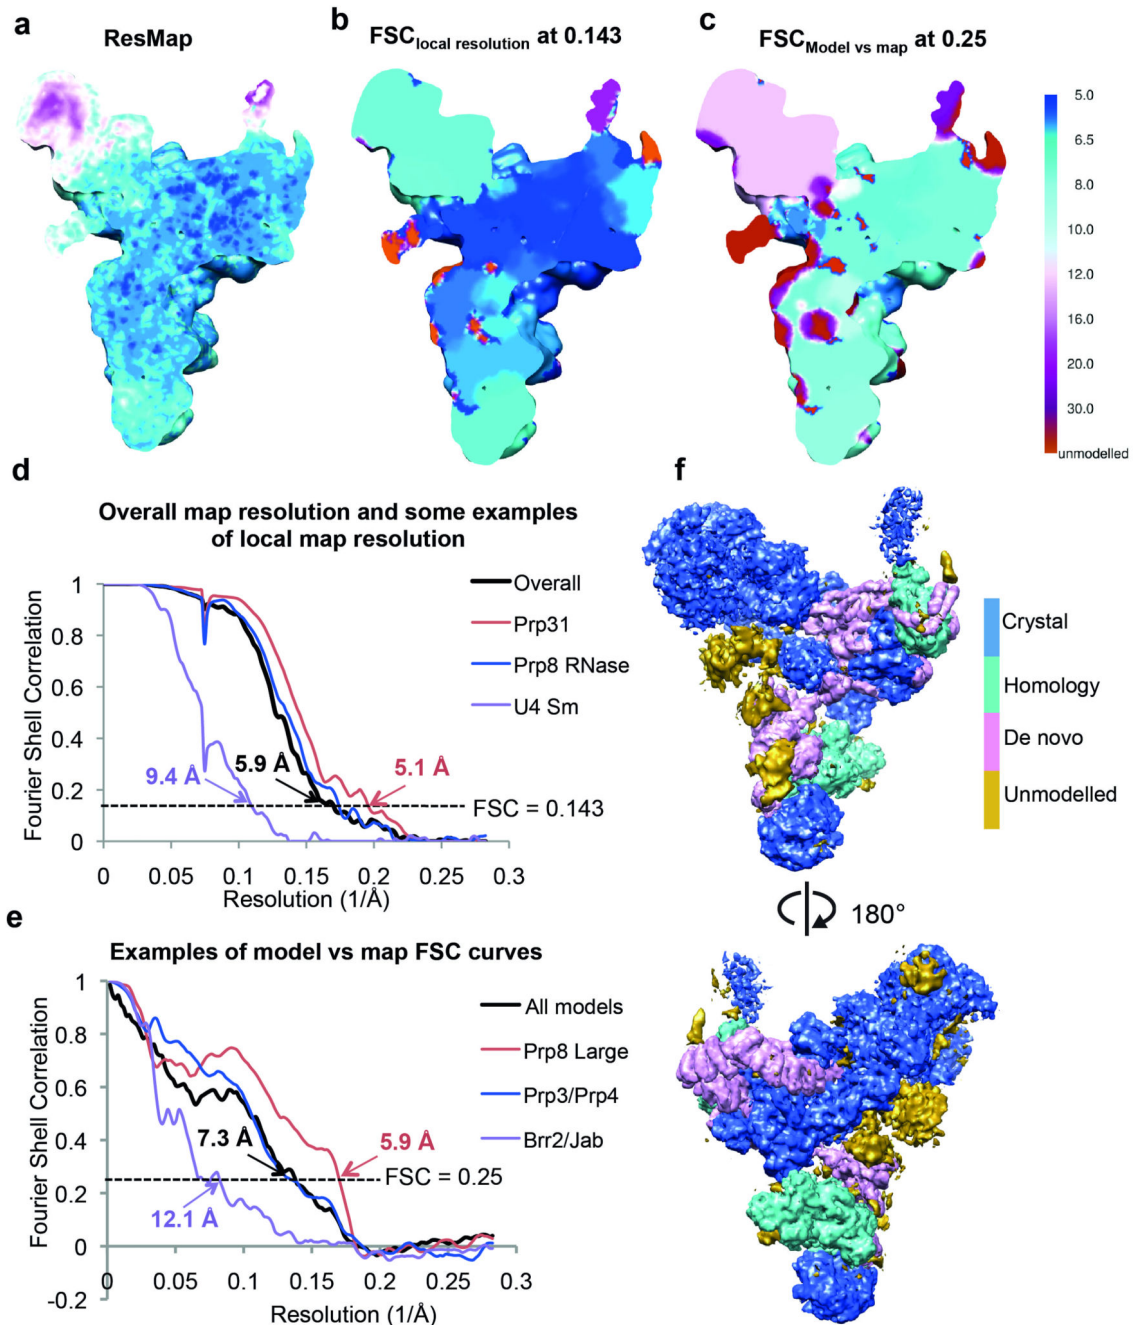 a
ResMap
b
FSC local resolution at 0.143
c
FSC Model vs map at 0.25
5.0
6.5
8.0
10.0
12.0
16.0
20.0
30.0
unmodelled
d
Overall map resolution and some examples
of local map resolution
Fourier Shell Correlation
1
0.8
0.6
0.4
0.2
0
0
0.05
0.1
0.15
0.2
0.25
0.3
Resolution (1/Å)
Overall
Prp31
Prp8 RNase
U4 Sm
9.4 Å
5.9 Å
5.1 Å
FSC = 0.143
e
Examples of model vs map FSC curves
Fourier Shell Correlation
1
0.8
0.6
0.4
0.2
0
-0.2
0
0.05
0.1
0.15
0.2
0.25
0.3
Resolution (1/Å)
All models
Prp8 Large
Prp3/Prp4
Brr2/Jab
7.3 Å
5.9 Å
FSC = 0.25
12.1 Å
f
Crystal
Homology
De novo
Unmodelled
180°